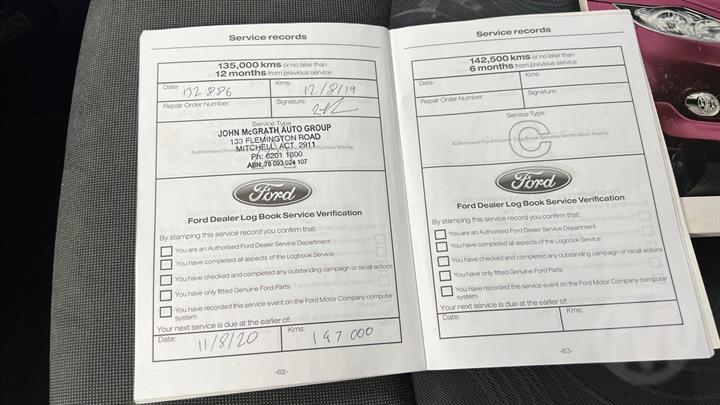 Service records
135,000 kms or no later than
12 months from previous service
Date: 132 886
Kms: 12/8/19
Repair Order Number:
Signature:
Service Type
JOHN McGRATH AUTO GROUP
133 FLEMINGTON ROAD
MITCHELL ACT. 2911
Ph: 6201 1600
ABN: 78 093 024 107
Ford
Ford Dealer Log Book Service Verification
By stamping this service record you confirm that:
You are an Authorised Ford Dealer Service Department
You have completed all aspects of the Logbook Service
You have checked and completed any outstanding campaign or recall actions
You have only fitted Genuine Ford Parts
You have recorded this service event on the Ford Motor Company computer
system
Your next service is due at the earlier of:
Date: 11/8/20
Kms: 147 000
-62-
Service records
142,500 kms or no later than
6 months from previous service
Date:
Kms:
Repair Order Number:
Signature:
Service Type
C
Authorised Ford Dealer Log Book Service Verification Stamp
Ford
Ford Dealer Log Book Service Verification
By stamping this service record you confirm that:
You are an Authorised Ford Dealer Service Department
You have completed all aspects of the Logbook Service
You have checked and completed any outstanding campaign or recall actions
You have only fitted Genuine Ford Parts
You have recorded this service event on the Ford Motor Company computer
system
Your next service is due at the earlier of:
Date:
Kms:
-63-